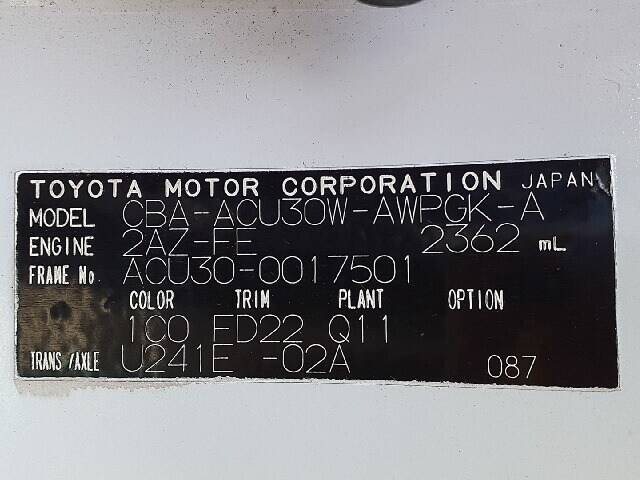 TOYOTA MOTOR CORPORATION JAPAN
MODEL CBA-ACU30W-AWPGK-A
ENGINE 2AZ-FE 2362 mL
FRAME No. ACU30-0017501
COLOR TRIM PLANT OPTION
1C0 FD22 Q11
TRANS/AXLE U241E -02A 087